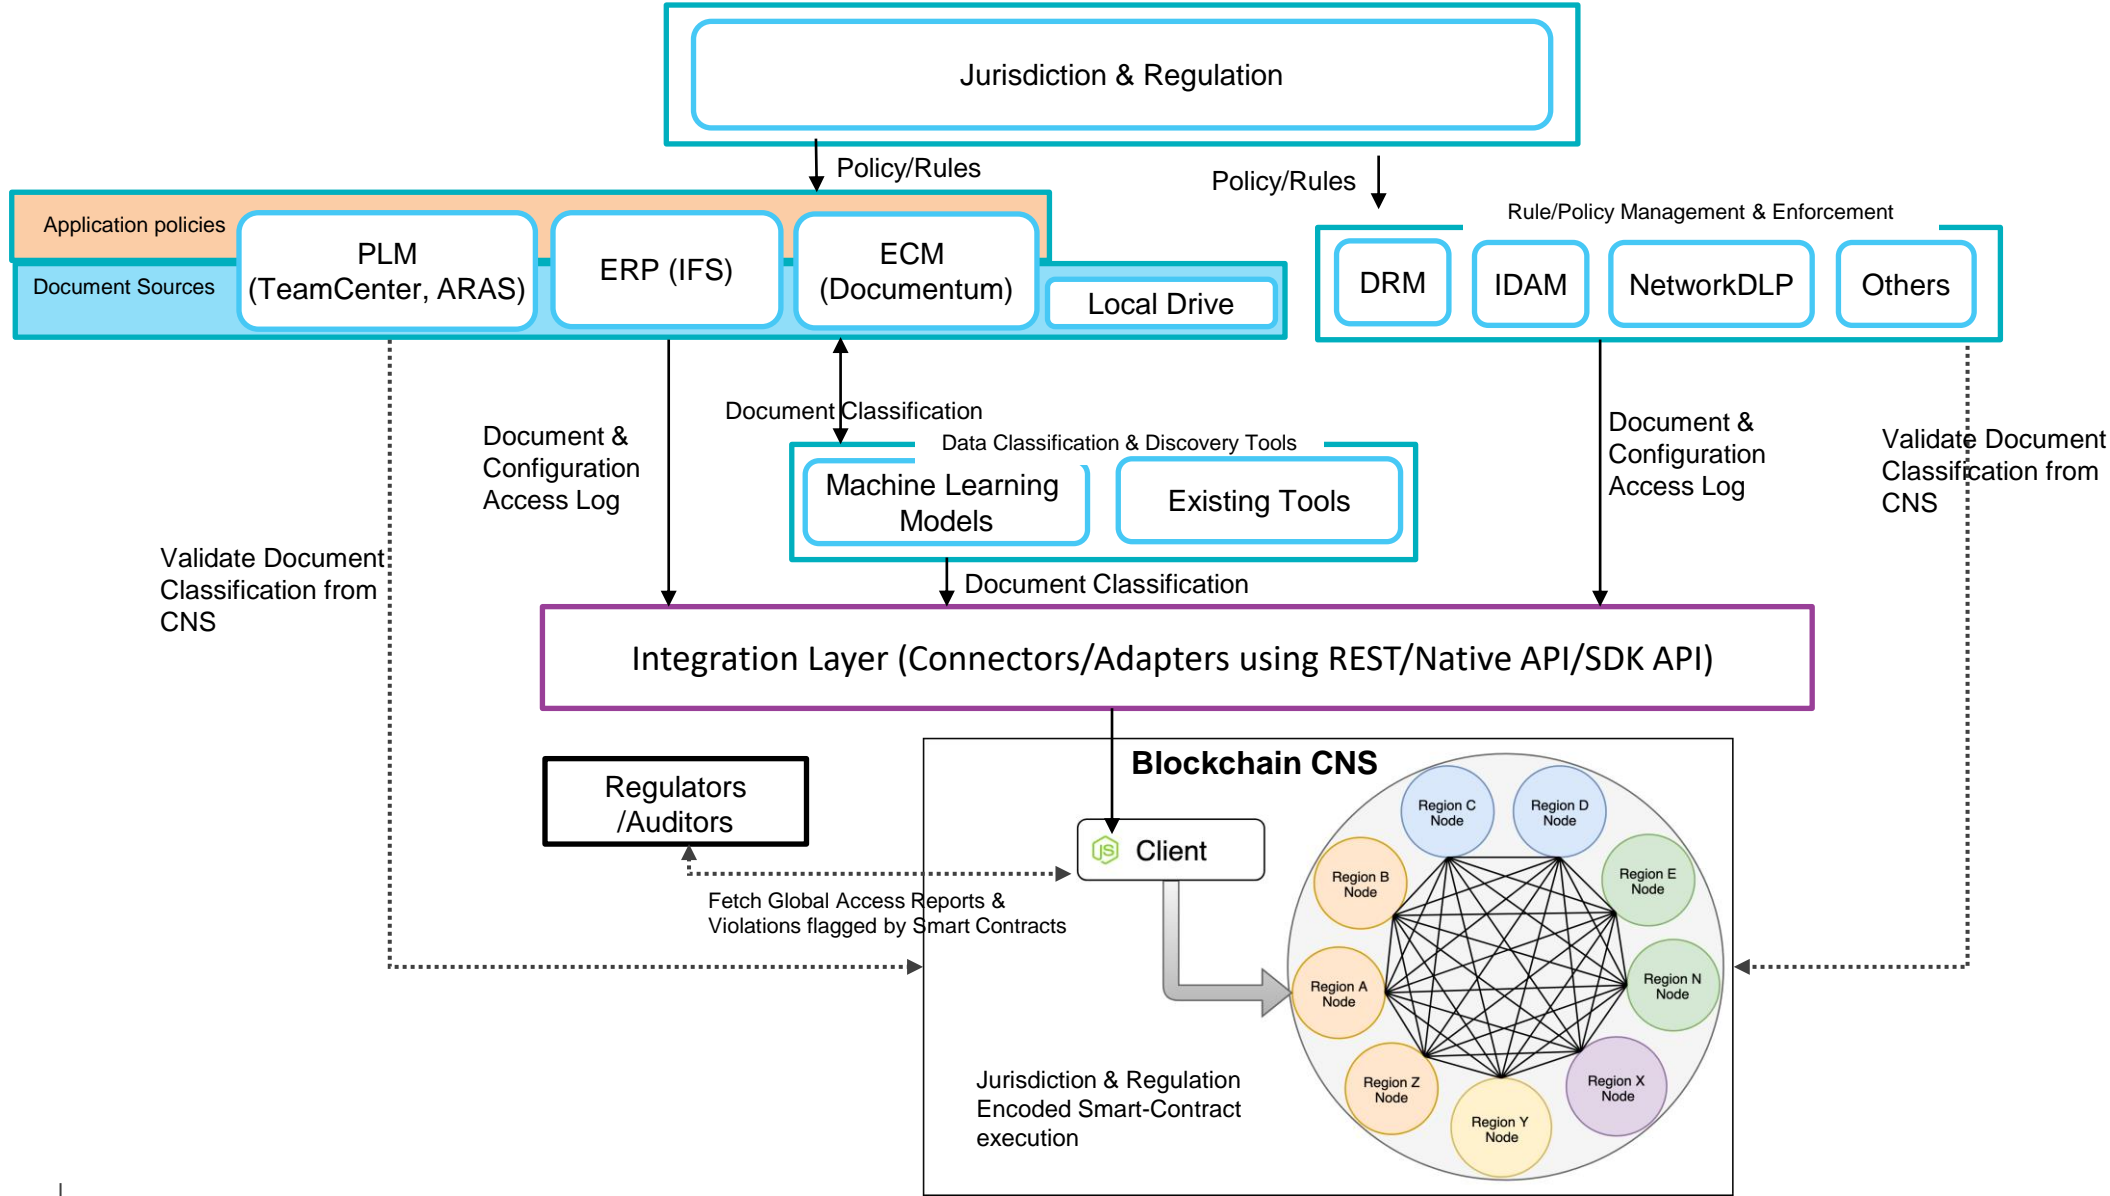 Jurisdiction & Regulation
Policy/Rules
Policy/Rules
Application policies
Document Sources
PLM
(TeamCenter, ARAS)
ERP (IFS)
ECM
(Documentum)
Local Drive
Rule/Policy Management & Enforcement
DRM
IDAM
NetworkDLP
Others
Document Classification
Document &
Configuration
Access Log
Data Classification & Discovery Tools
Machine Learning
Models
Existing Tools
Document &
Configuration
Access Log
Validate Document
Classification from
CNS
Validate Document
Classification from
CNS
Document Classification
Integration Layer (Connectors/Adapters using REST/Native API/SDK API)
Regulators
/Auditors
Fetch Global Access Reports &
Violations flagged by Smart Contracts
Blockchain CNS
JS
Client
Region C
Node
Region D
Node
Region B
Node
Region E
Node
Region A
Node
Region N
Node
Region Z
Node
Region X
Node
Region Y
Node
Jurisdiction & Regulation
Encoded Smart-Contract
execution